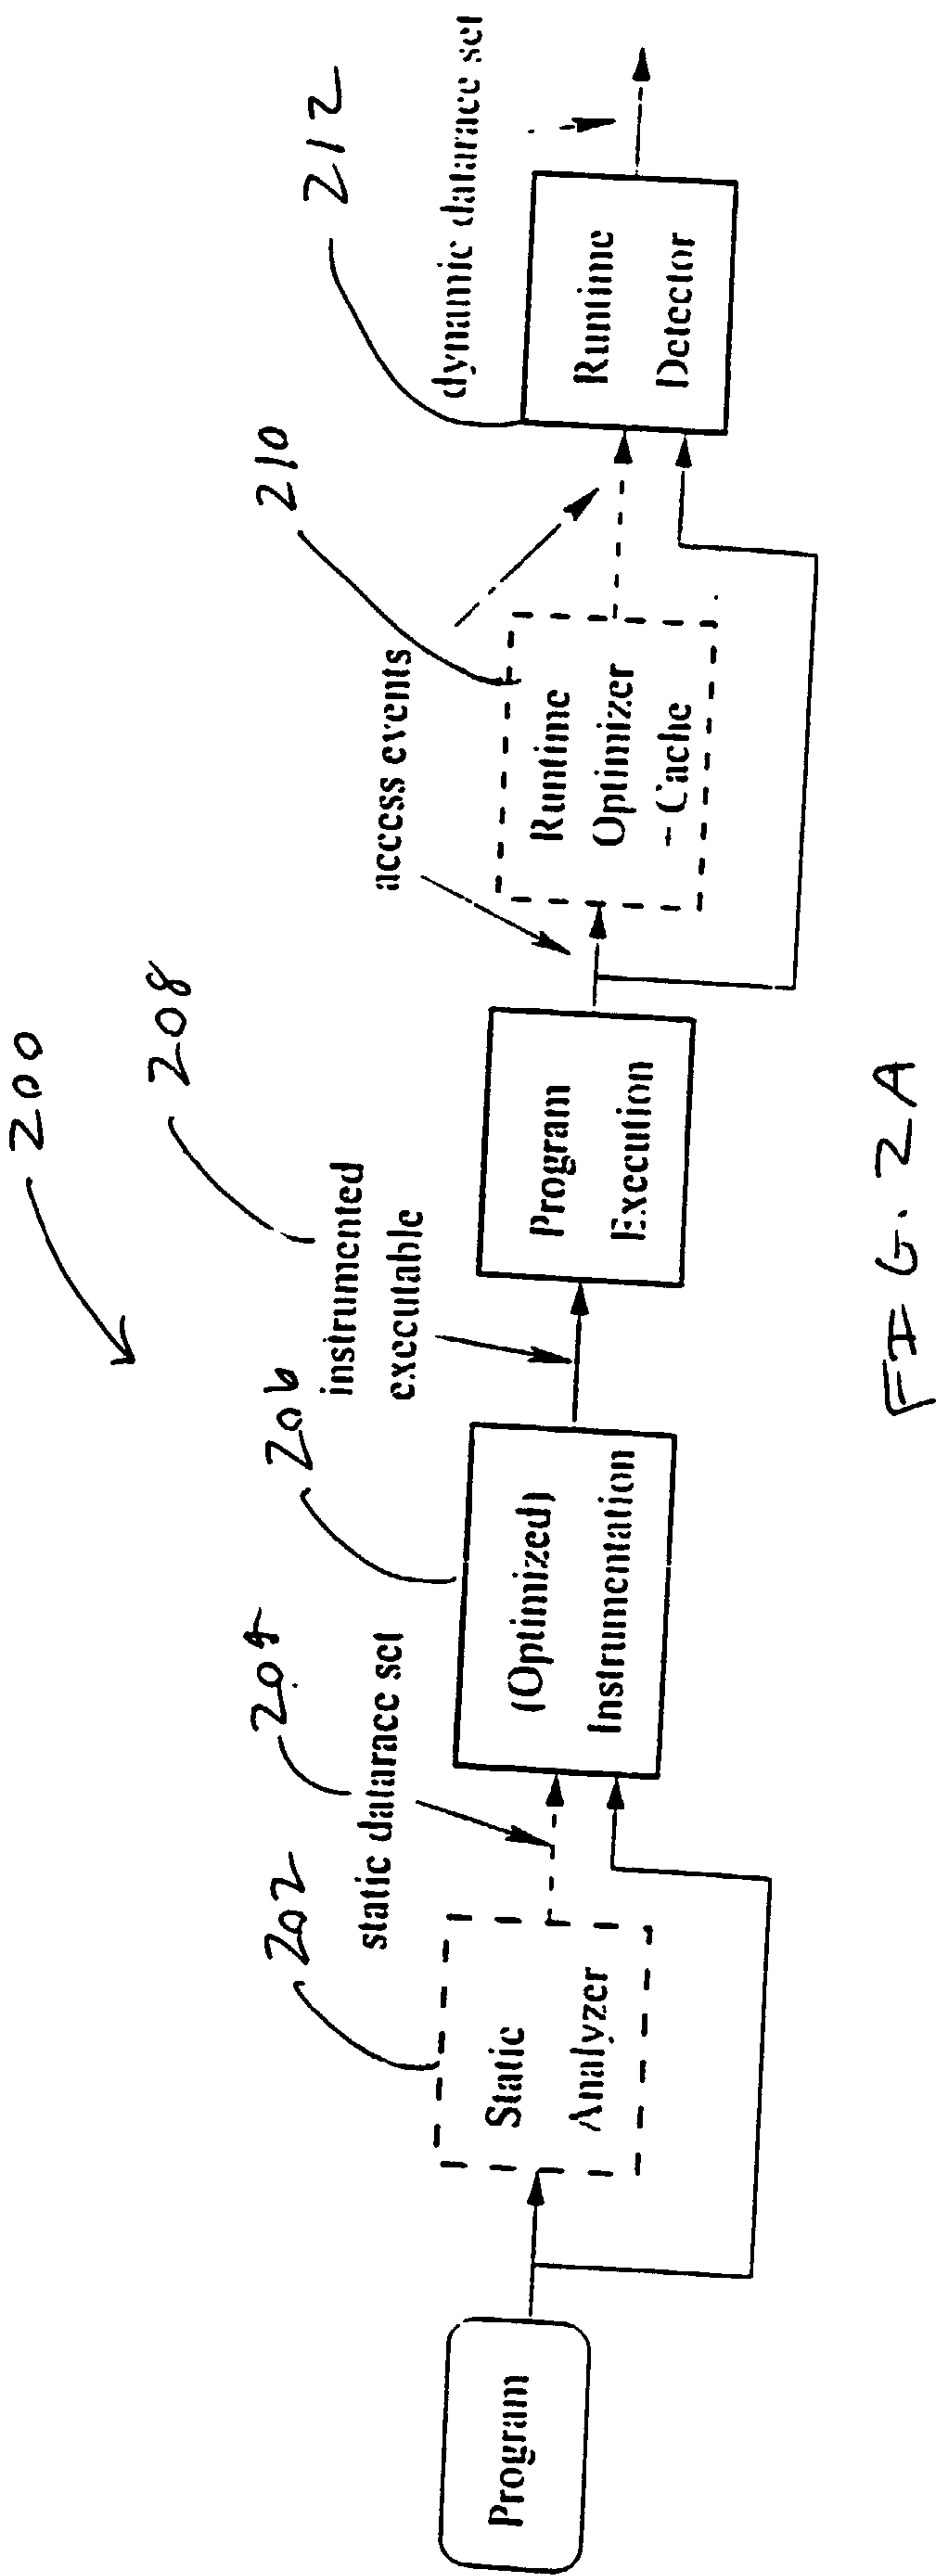 200
208
212
210
206
204
202
dynamic datarace set
access events
instrumented
executable
static datarace set
Program
Static
Analyzer
(Optimized)
Instrumentation
Program
Execution
Runtime
Optimizer
- Cache
Runtime
Detector
FIG. 2A